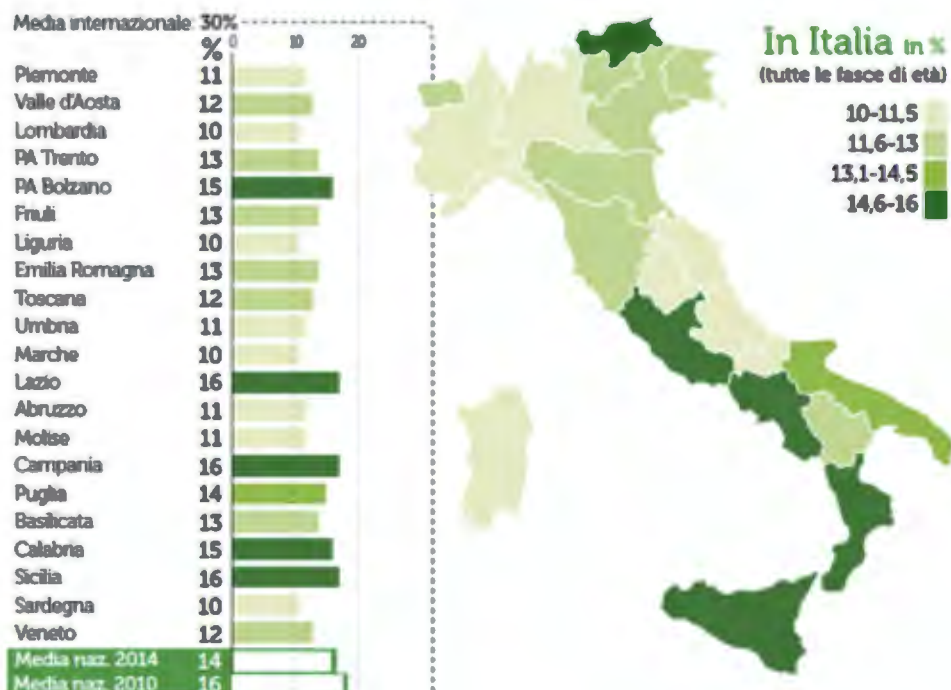 Media internazionale 30%
%
0 10 20
Piemonte 11
Valle d'Aosta 12
Lombardia 10
PA Trento 13
PA Bolzano 15
Friuli 13
Liguria 10
Emilia Romagna 13
Toscana 12
Umbria 11
Marche 10
Lazio 16
Abruzzo 11
Molise 11
Campania 16
Puglia 14
Basilicata 13
Calabria 15
Sicilia 16
Sardegna 10
Veneto 12
Media naz. 2014 14
Media naz. 2010 16
In Italia in %
(tutte le fasce di età)
10-11,5
11,6-13
13,1-14,5
14,6-16